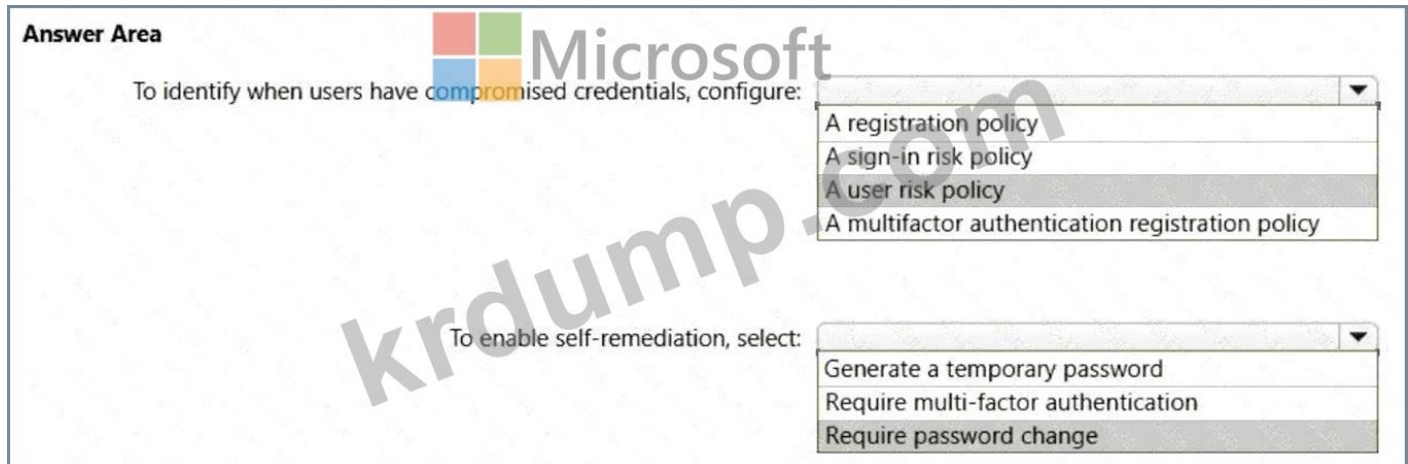 Answer Area
Microsoft
To identify when users have compromised credentials, configure:
A registration policy
A sign-in risk policy
A user risk policy
A multifactor authentication registration policy
krdump.com
To enable self-remediation, select:
Generate a temporary password
Require multi-factor authentication
Require password change